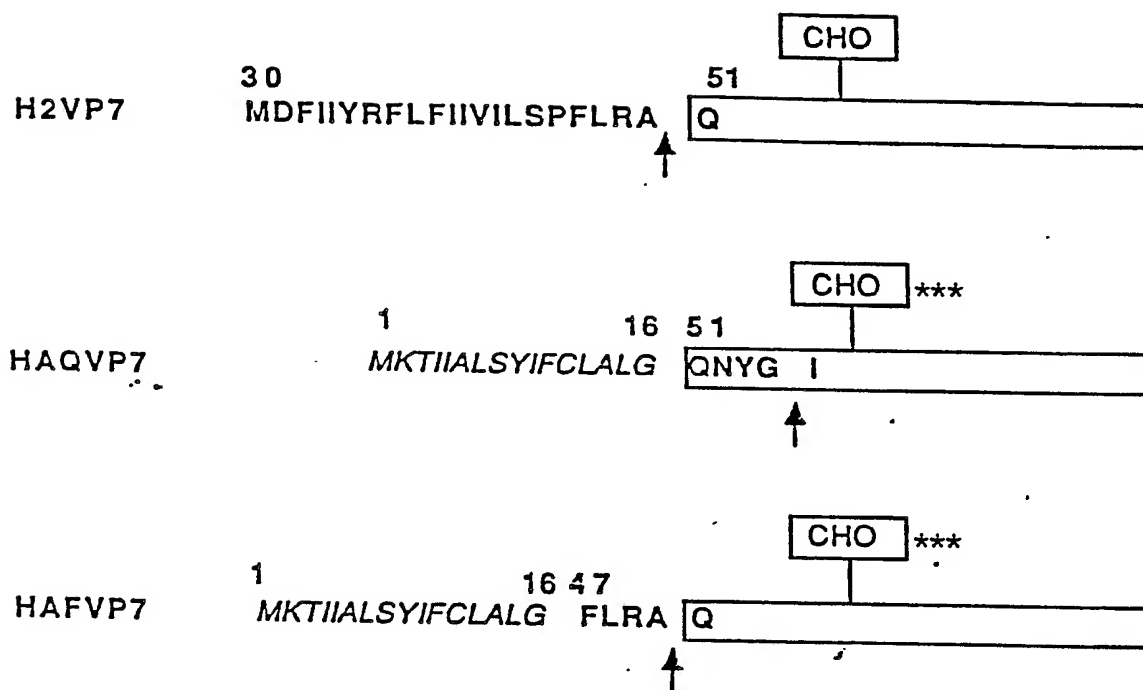 CHO
30 51
H2VP7 MDFIIYRFLFIIVILSPFLRA Q
CHO ***
1 16 51
HAQVP7 MKTIIALSYIFCLALG QNYG I
CHO ***
1 16 47
HAFVP7 MKTIIALSYIFCLALG FLRA Q